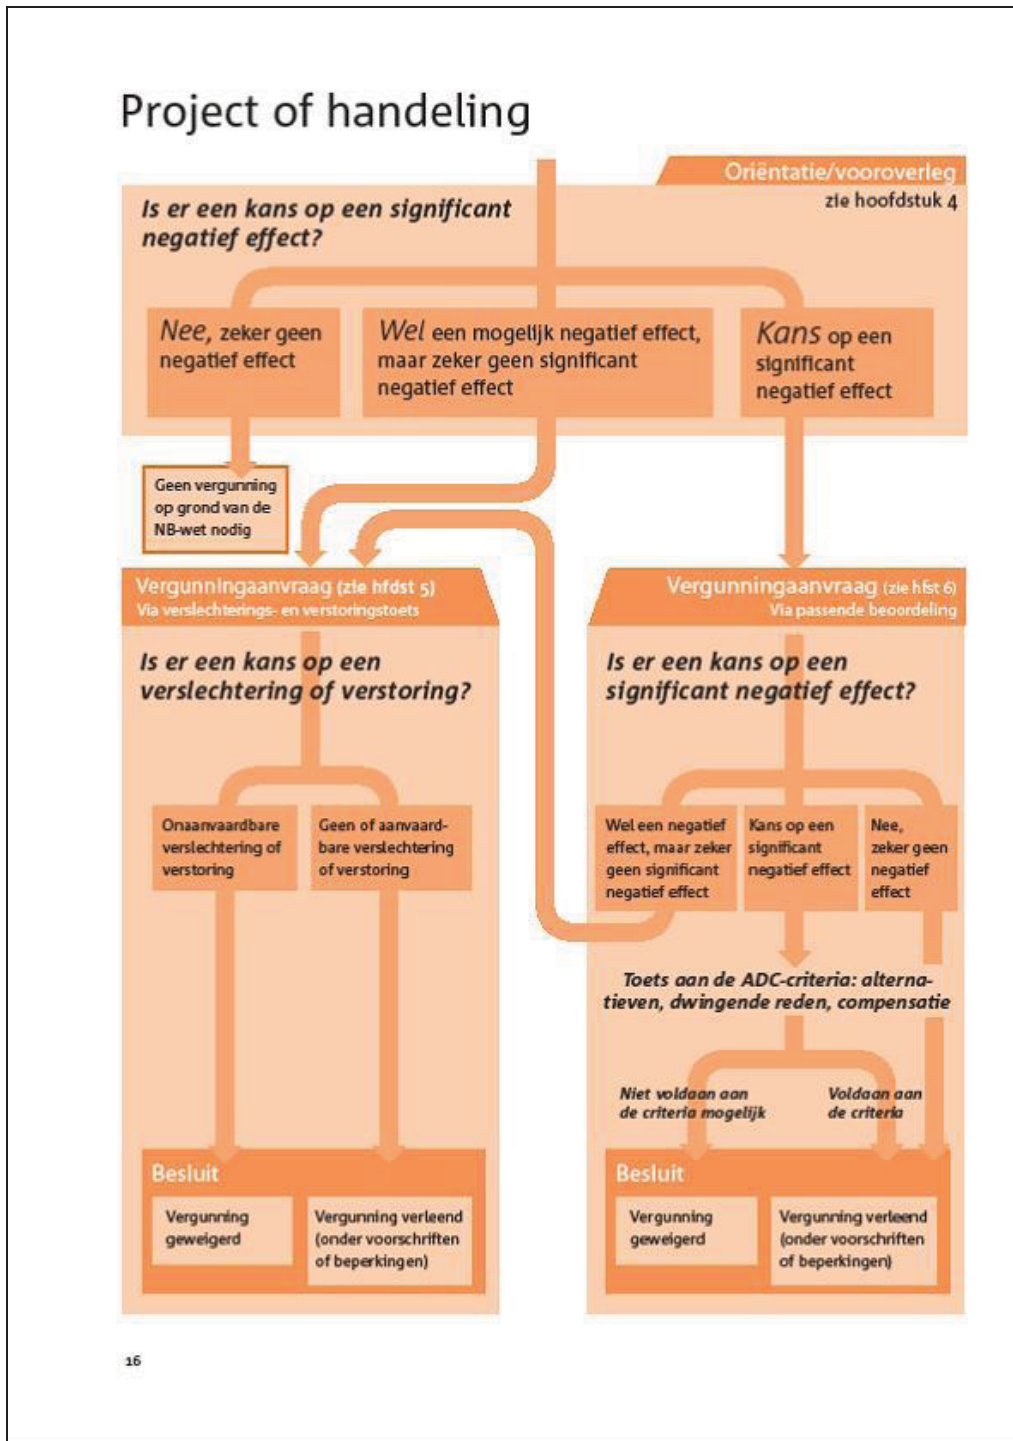 Project of handeling
Oriëntatie/vooroverleg
zie hoofdstuk 4
Is er een kans op een significant
negatief effect?
Nee, zeker geen
negatief effect
Wel een mogelijk negatief effect,
maar zeker geen significant
negatief effect
Kans op een
significant
negatief effect
Geen vergunning
op grond van de
NB-wet nodig
Vergunningaanvraag (zie hfdst 5)
Via verslechterings- en verstoringstoets
Is er een kans op een
verslechtering of verstoring?
Onaanvaardbare
verslechtering of
verstoring
Geen of aanvaard-
bare verslechtering
of verstoring
Besluit
Vergunning
geweigerd
Vergunning verleend
(onder voorschriften
of beperkingen)
Vergunningaanvraag (zie hfst 6)
Via passende beoordeling
Is er een kans op een
significant negatief effect?
Wel een negatief
effect, maar zeker
geen significant
negatief effect
Kans op een
significant
negatief effect
Nee,
zeker geen
negatief
effect
Toets aan de ADC-criteria: alterna-
tieven, dwingende reden, compensatie
Niet voldaan aan
de criteria mogelijk
Voldaan aan
de criteria
Besluit
Vergunning
geweigerd
Vergunning verleend
(onder voorschriften
of beperkingen)
16